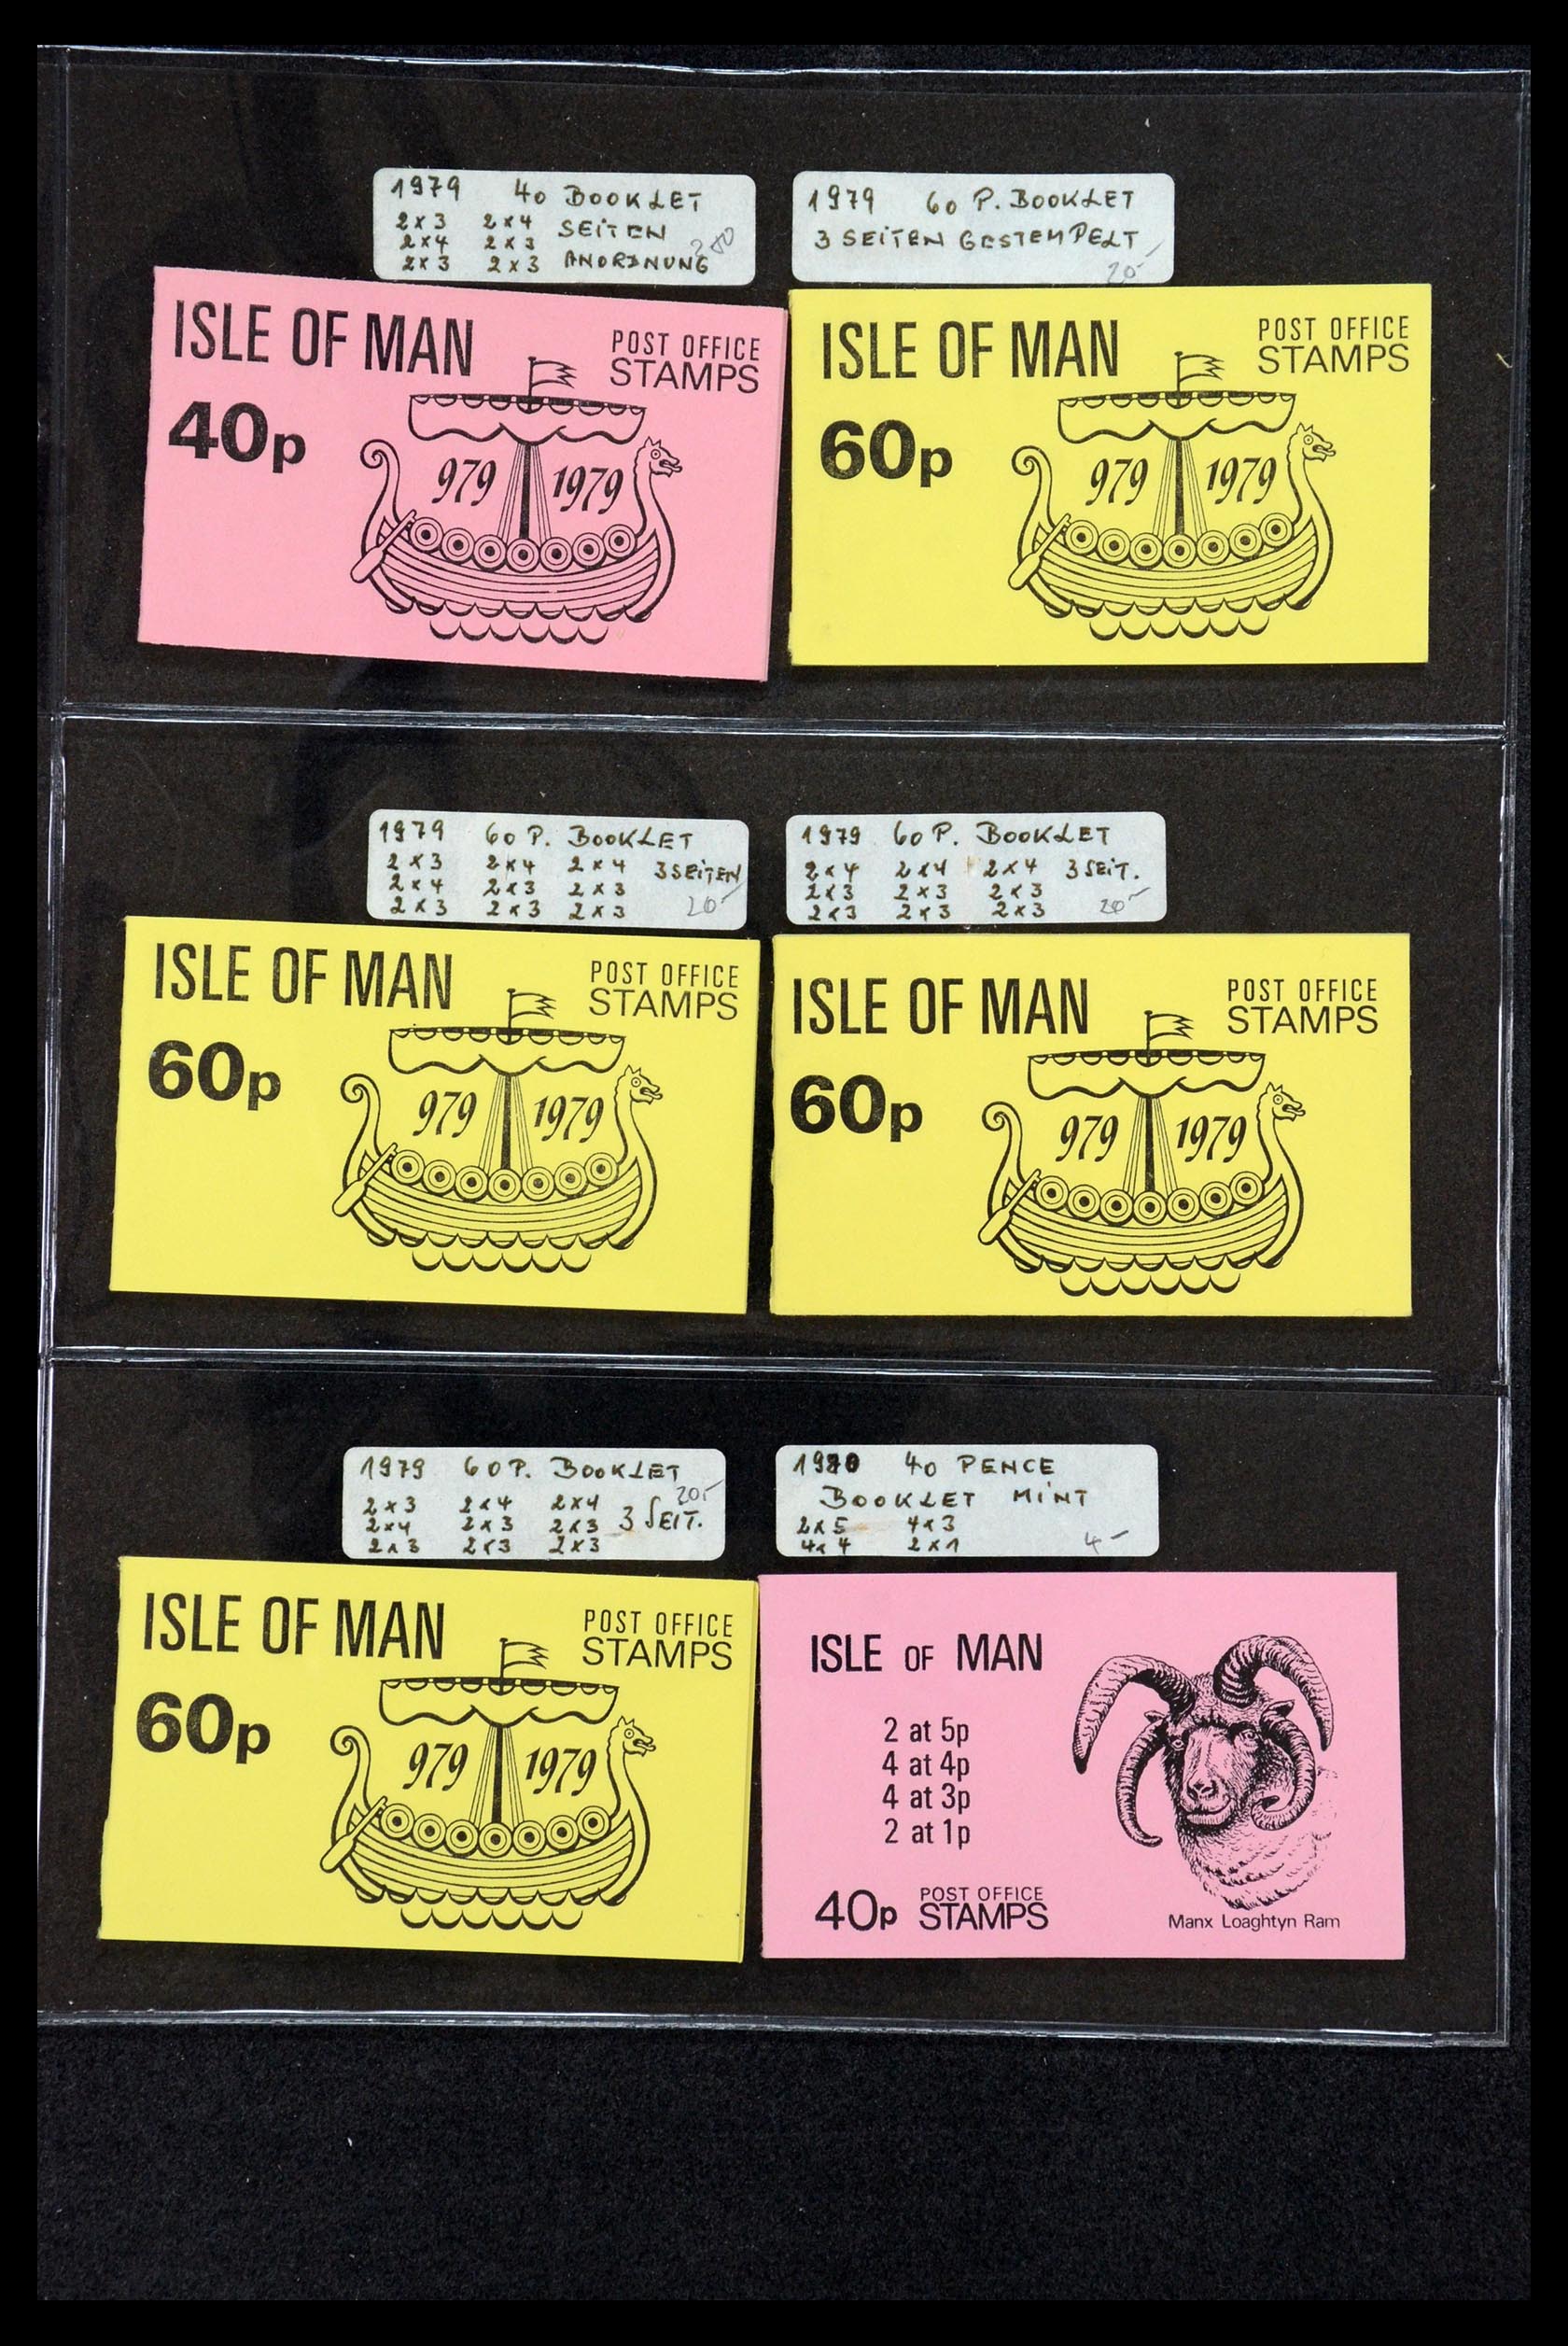 1979 40 BOOKLET
2x3 2x4 SEITEN
2x4 2x3
2x3 2x3 ANORDNUNG
ISLE OF MAN
POST OFFICE
STAMPS
40p
979 1979
1979 60 P. BOOKLET
3 SEITEN GESTEMPELT
20-
ISLE OF MAN
POST OFFICE
STAMPS
60p
979 1979
1979 60 P. BOOKLET
2x3 2x4 2x4 3 SEITEN
2x4 2x3 2x3
2x3 2x3 2x3 20-
ISLE OF MAN
POST OFFICE
STAMPS
60p
979 1979
1979 60 P. BOOKLET
2x4 2x4 2x4 3 SEIT.
2x3 2x3 2x3
2x3 2x3 2x3 20-
ISLE OF MAN
POST OFFICE
STAMPS
60p
979 1979
1979 60P. BOOKLET
20,-
2x3 2x4 2x4
2x4 2x3 2x3 3 SEIT.
2x3 2x3 2x3
ISLE OF MAN
POST OFFICE
STAMPS
60p
979 1979
1980 40 PENCE
BOOKLET MINT
2x5 4x3
4x4 2x1 4-
ISLE OF MAN
2 at 5p
4 at 4p
4 at 3p
2 at 1p
40p POST OFFICE
STAMPS
Manx Loaghtyn Ram